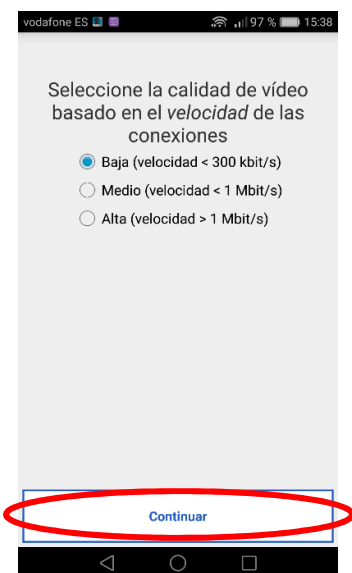 vodafone ES 97 % 15:38
Seleccione la calidad de vídeo
basado en el velocidad de las
conexiones
Baja (velocidad < 300 kbit/s)
Medio (velocidad < 1 Mbit/s)
Alta (velocidad > 1 Mbit/s)
Continuar